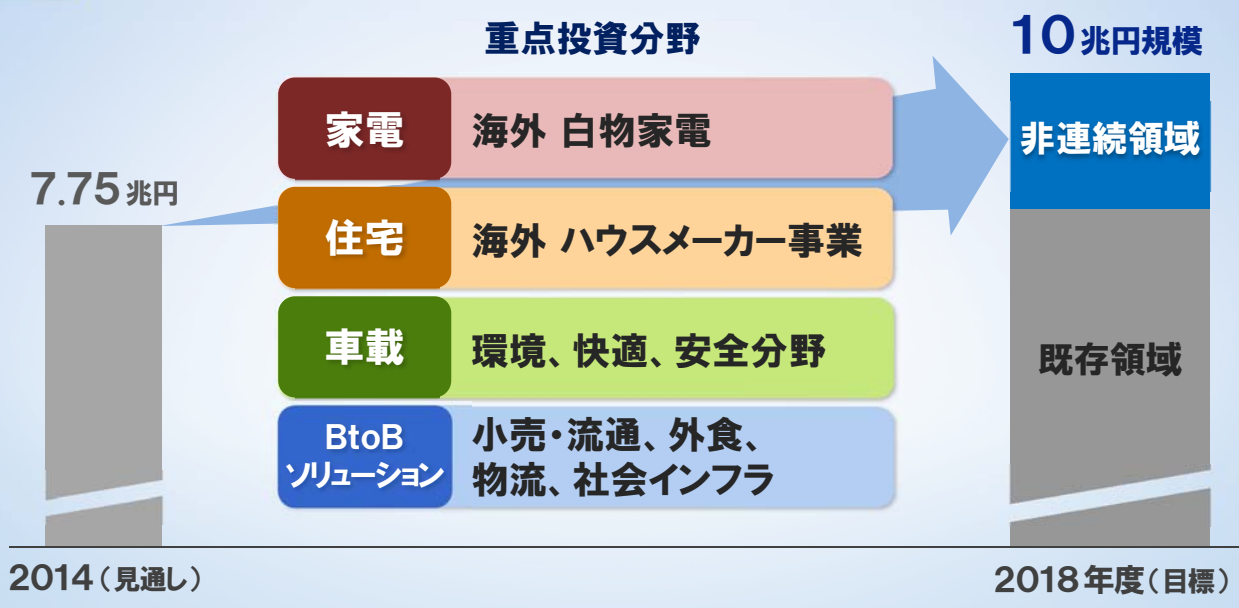 重点投資分野
10兆円規模
7.75兆円
家電
海外 白物家電
住宅
海外 ハウスメーカー事業
車載
環境、快適、安全分野
BtoB
ソリューション
小売・流通、外食、
物流、社会インフラ
非連続領域
既存領域
2014（見通し）
2018年度（目標）